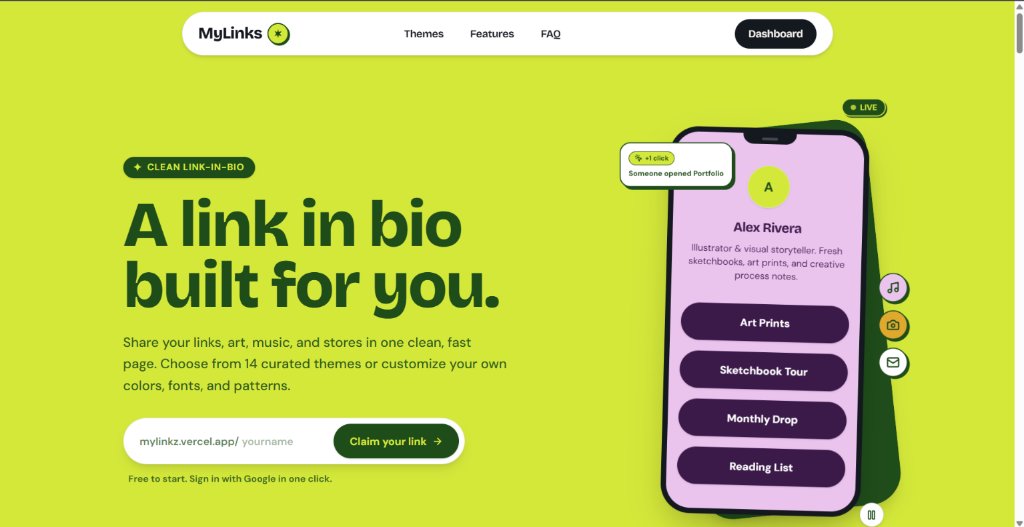 MyLinks
Themes
Features
FAQ
Dashboard
LIVE
+1 click
Someone opened Portfolio
CLEAN LINK-IN-BIO
A link in bio
built for you.
Share your links, art, music, and stores in one clean, fast
page. Choose from 14 curated themes or customize your own
colors, fonts, and patterns.
mylinkz.vercel.app/ yourname
Claim your link →
Free to start. Sign in with Google in one click.
A
Alex Rivera
Illustrator & visual storyteller. Fresh
sketchbooks, art prints, and creative
process notes.
Art Prints
Sketchbook Tour
Monthly Drop
Reading List